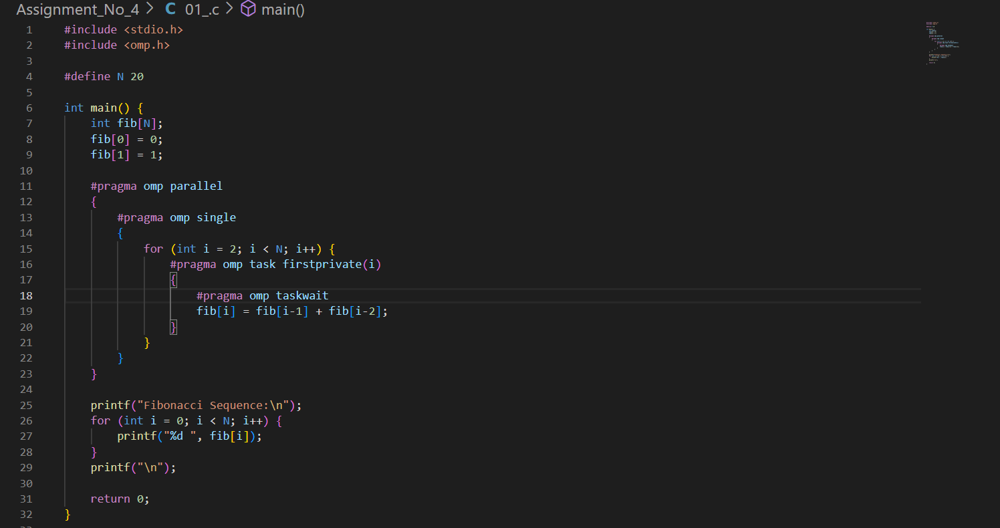 Assignment_No_4 > C 01_.c > main()
1 #include <stdio.h>
2 #include <omp.h>
3
4 #define N 20
5
6 int main() {
7     int fib[N];
8     fib[0] = 0;
9     fib[1] = 1;
10
11     #pragma omp parallel
12     {
13         #pragma omp single
14         {
15             for (int i = 2; i < N; i++) {
16                 #pragma omp task firstprivate(i)
17                 {
18                     #pragma omp taskwait
19                     fib[i] = fib[i-1] + fib[i-2];
20                 }
21             }
22         }
23     }
24
25     printf("Fibonacci Sequence:\n");
26     for (int i = 0; i < N; i++) {
27         printf("%d ", fib[i]);
28     }
29     printf("\n");
30
31     return 0;
32 }